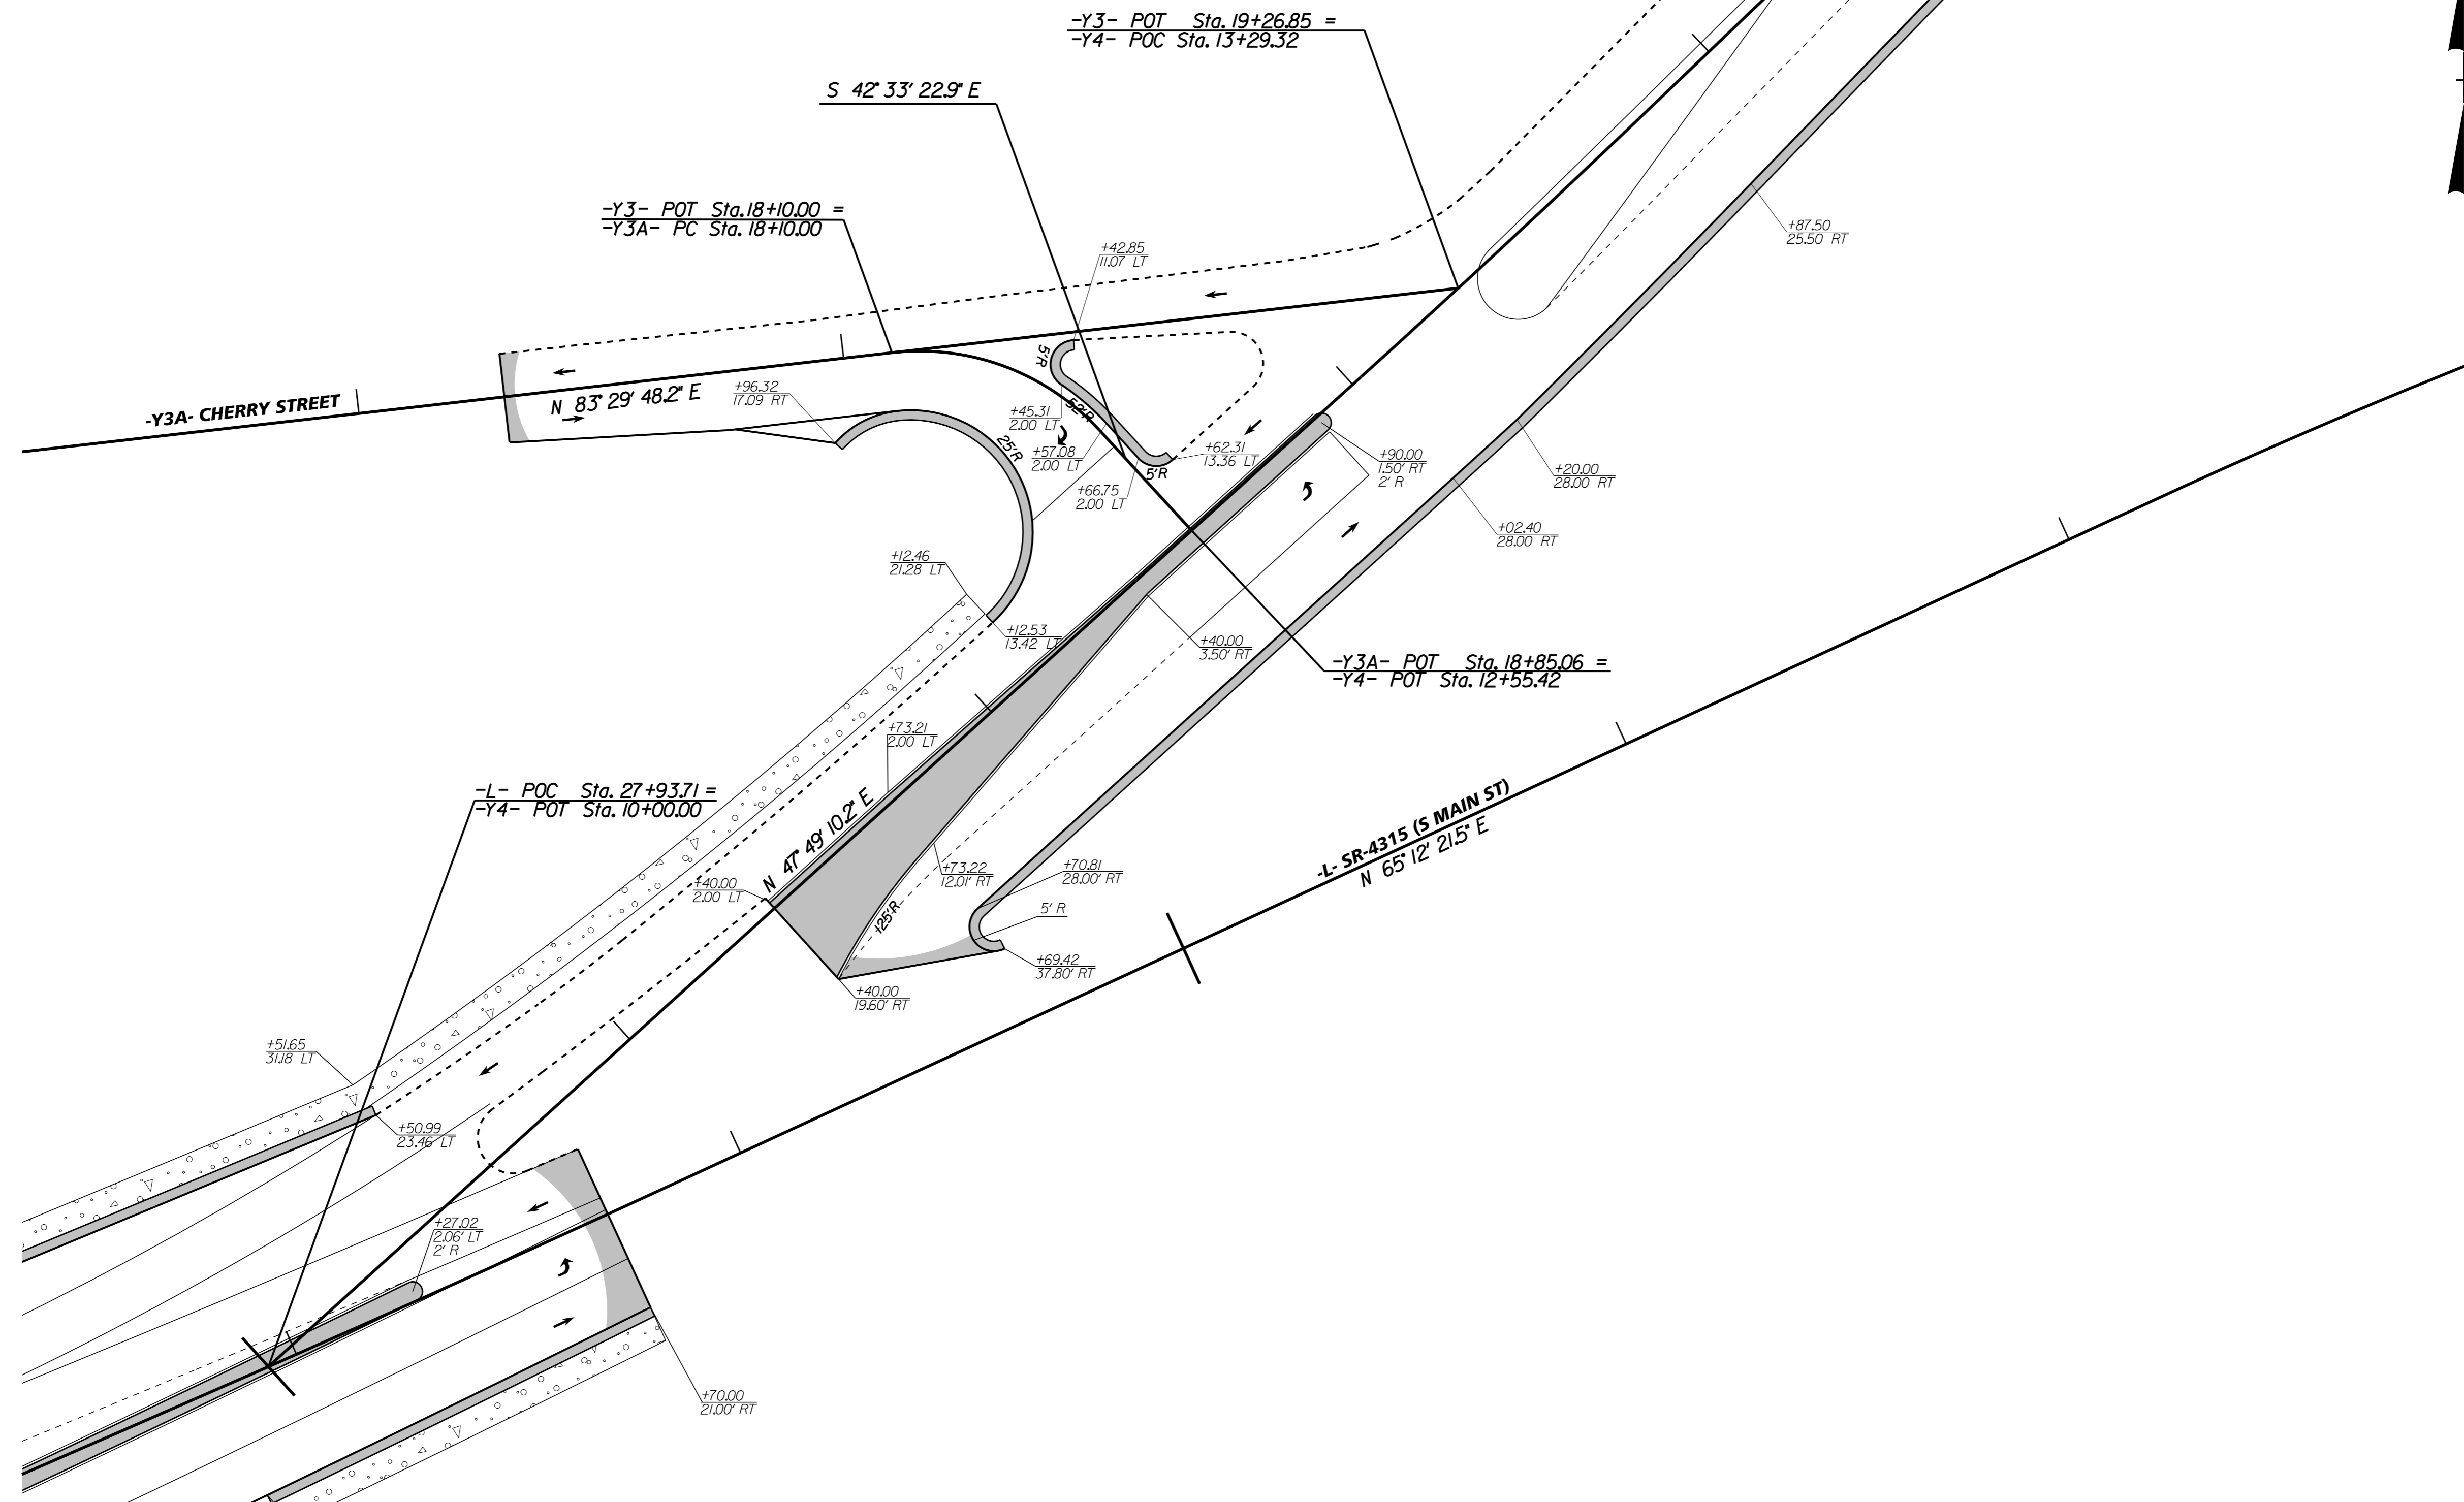 -Y3- POT Sta. 19+26.85 =
-Y4- POC Sta. 13+29.32
S 42° 33' 22.9" E
-Y3- POT Sta. 18+10.00 =
-Y3A- PC Sta. 18+10.00
+87.50
25.50 RT
+42.85
11.07 LT
5'R
-Y3A- CHERRY STREET
N 83° 29' 48.2" E
+96.32
17.09 RT
+45.31
2.00 LT
52'R
25'R
+57.08
2.00 LT
+62.31
13.36 LT
5'R
+66.75
2.00 LT
+90.00
1.50' RT
2' R
+20.00
28.00 RT
+02.40
28.00 RT
+12.46
21.28 LT
+12.53
13.42 LT
+40.00
3.50' RT
-Y3A- POT Sta. 18+85.06 =
-Y4- POT Sta. 12+55.42
+73.21
2.00 LT
-L- POC Sta. 27+93.71 =
-Y4- POT Sta. 10+00.00
N 47° 49' 10.2" E
-L- SR-4315 (S MAIN ST)
N 65° 12' 21.5" E
+73.22
12.01' RT
+70.81
28.00' RT
+40.00
2.00 LT
5' R
125'R
+69.42
37.80' RT
+40.00
19.60' RT
+51.65
31.18 LT
+50.99
23.46 LT
+27.02
2.06' LT
2' R
+70.00
21.00' RT